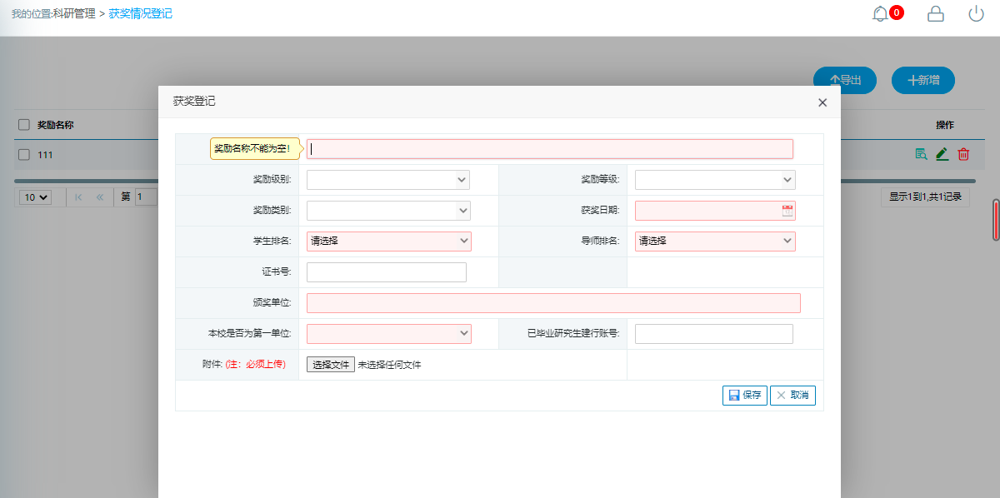 我的位置:科研管理 > 获奖情况登记
0
导出
新增
获奖登记
奖励名称
操作
111
10
第 1
显示1到1,共1记录
奖励名称不能为空!
奖励级别:
奖励等级:
奖励类别:
获奖日期:
学生排名:
请选择
导师排名:
请选择
证书号:
颁奖单位:
本校是否为第一单位:
已毕业研究生建行账号:
附件: (注：必须上传)
选择文件 未选择任何文件
保存
取消